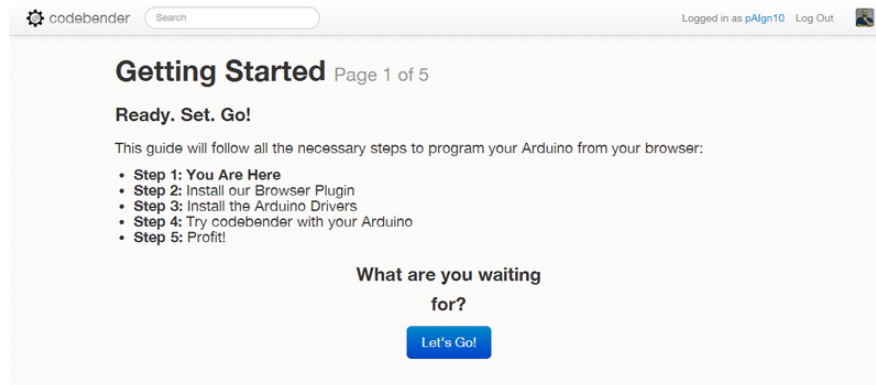 codebender
Search
Logged in as pAIgn10 Log Out
Getting Started Page 1 of 5
Ready. Set. Go!
This guide will follow all the necessary steps to program your Arduino from your browser:
• Step 1: You Are Here
• Step 2: Install our Browser Plugin
• Step 3: Install the Arduino Drivers
• Step 4: Try codebender with your Arduino
• Step 5: Profit!
What are you waiting
for?
Let's Go!